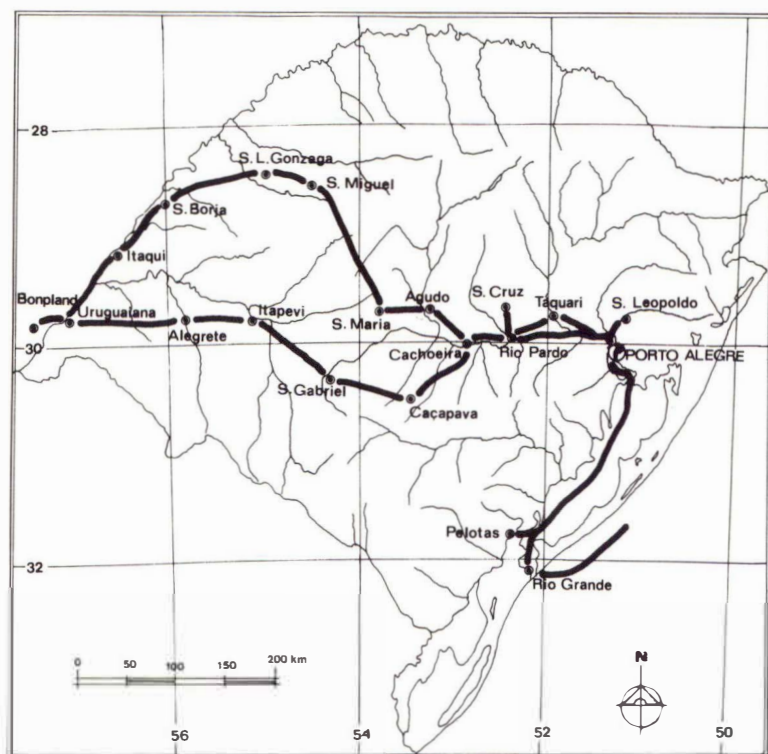 28
S. L. Gonzaga
S. Miguel
S. Borja
Itaqui
Bonpland
Uruguaiana
Alegrete
Itapevi
S. Maria
Agudo
S. Cruz
Taquari
S. Leopoldo
30
Cachoeira
Rio Pardo
PORTO ALEGRE
S. Gabriel
Caçapava
Pelotas
32
Rio Grande
0 50 100 150 200 km
N
56 54 52 50